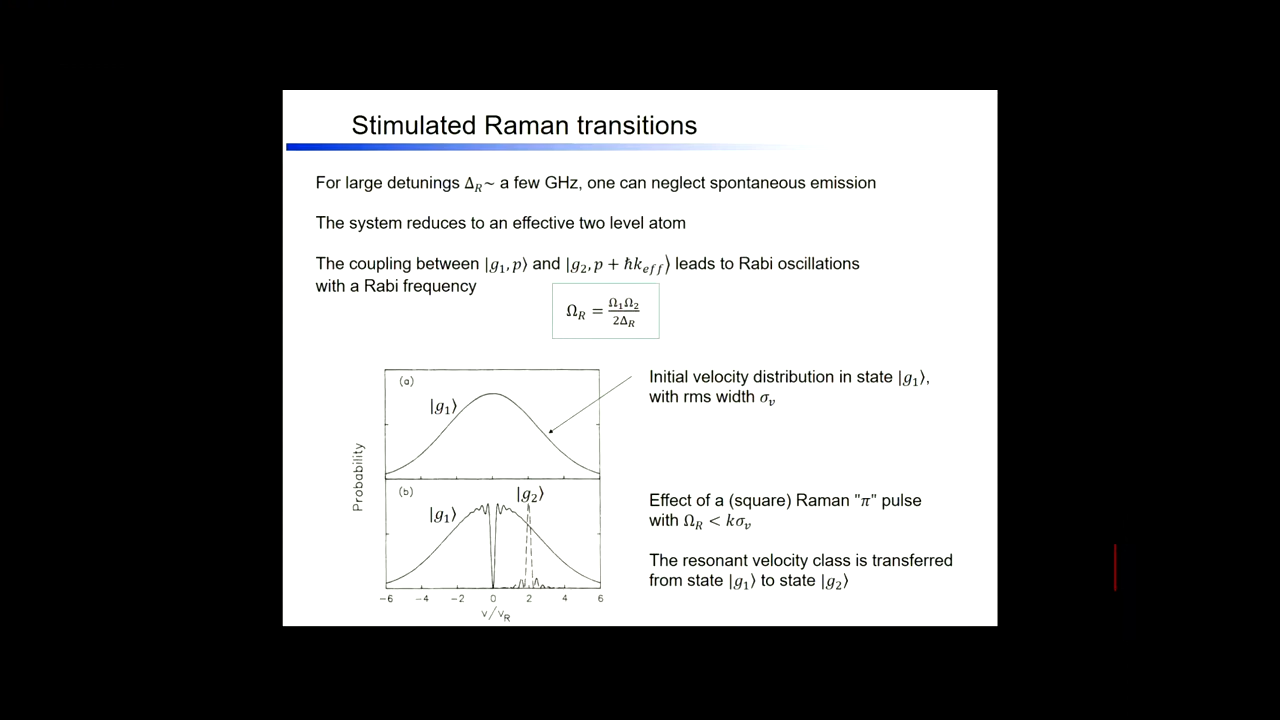 Stimulated Raman transitions
For large detunings Δ_R~ a few GHz, one can neglect spontaneous emission
The system reduces to an effective two level atom
The coupling between |g₁, p⟩ and |g₂, p + ℏk_eff⟩ leads to Rabi oscillations
with a Rabi frequency
Ω_R = Ω₁Ω₂ / 2Δ_R
(a)
|g₁⟩
Initial velocity distribution in state |g₁⟩,
with rms width σ_v
Probability
(b)
|g₁⟩
|g₂⟩
Effect of a (square) Raman "π" pulse
with Ω_R < kσ_v
The resonant velocity class is transferred
from state |g₁⟩ to state |g₂⟩
−6 −4 −2 0 2 4 6
v/v_R